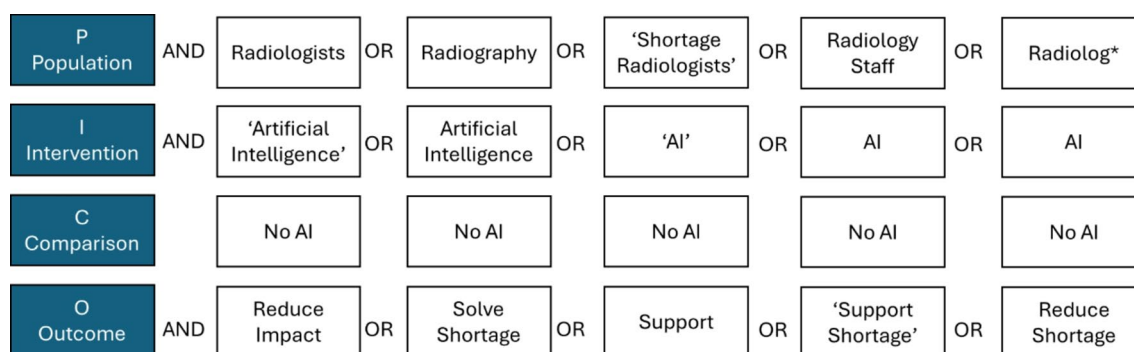 P
Population
AND
Radiologists
OR
Radiography
OR
‘Shortage
Radiologists’
OR
Radiology
Staff
OR
Radiolog*
I
Intervention
AND
‘Artificial
Intelligence’
OR
Artificial
Intelligence
OR
‘AI’
OR
AI
OR
AI
C
Comparison
No AI
No AI
No AI
No AI
No AI
O
Outcome
AND
Reduce
Impact
OR
Solve
Shortage
OR
Support
OR
‘Support
Shortage’
OR
Reduce
Shortage